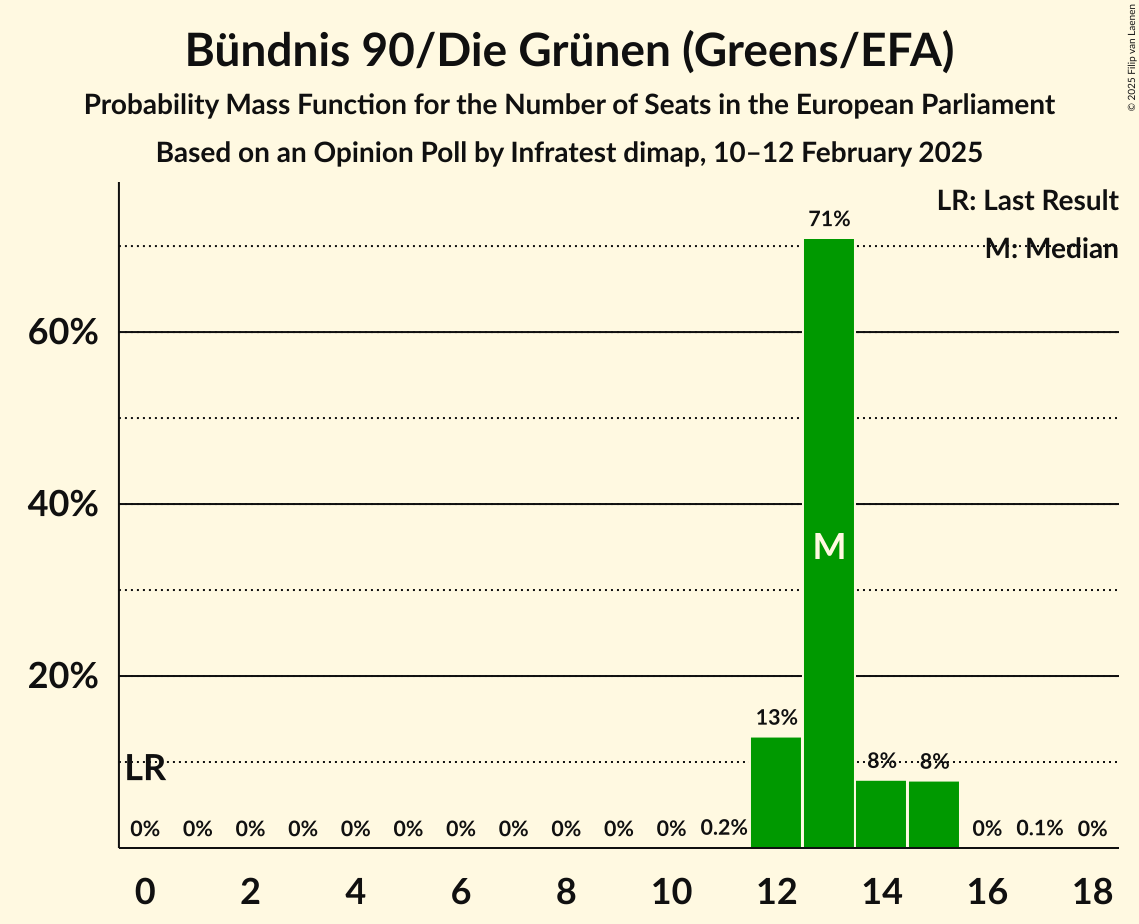 Bündnis 90/Die Grünen (Greens/EFA)
Probability Mass Function for the Number of Seats in the European Parliament
Based on an Opinion Poll by Infratest dimap, 10–12 February 2025
© 2025 Filip van Laenen
LR: Last Result
M: Median
71%
60%
40%
M
20%
13%
LR
8% 8%
0% 0% 0% 0% 0% 0% 0% 0% 0% 0% 0% 0.2% 0% 0.1% 0%
0 2 4 6 8 10 12 14 16 18